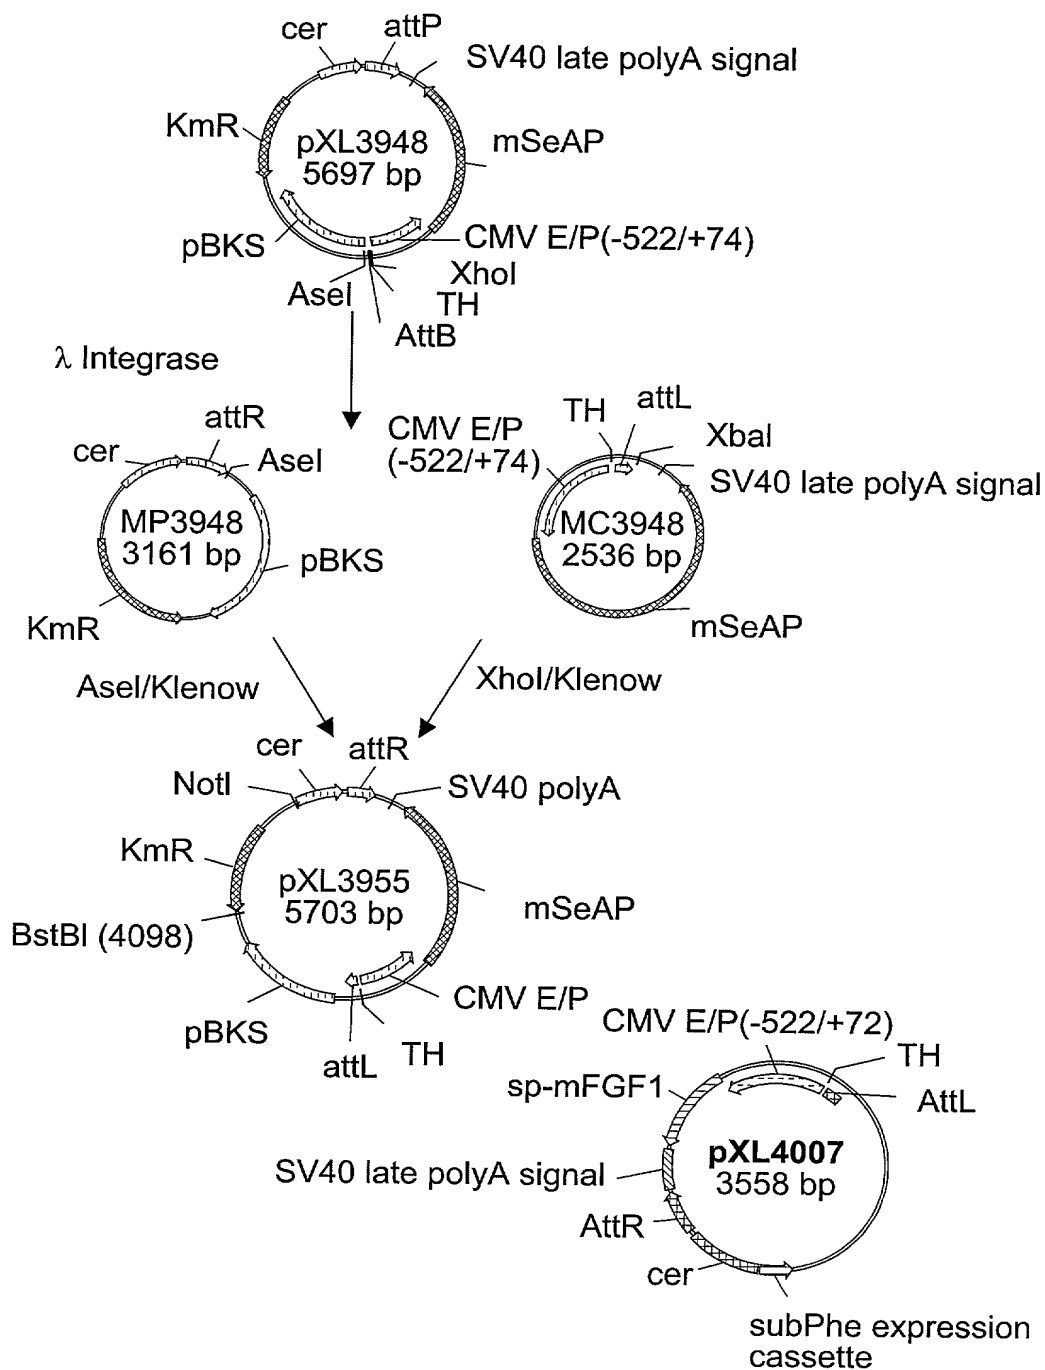 cer
attP
SV40 late polyA signal
KmR
pXL3948
5697 bp
mSeAP
pBKS
CMV E/P(-522/+74)
AseI
XhoI
TH
AttB
λ Integrase
cer
attR
AseI
MP3948
3161 bp
pBKS
KmR
CMV E/P
(-522/+74)
TH
attL
XbaI
SV40 late polyA signal
MC3948
2536 bp
mSeAP
AseI/Klenow
XhoI/Klenow
cer
attR
NotI
SV40 polyA
KmR
pXL3955
5703 bp
mSeAP
BstBI (4098)
CMV E/P
pBKS
attL
TH
CMV E/P(-522/+72)
TH
sp-mFGF1
AttL
pXL4007
3558 bp
SV40 late polyA signal
AttR
cer
subPhe expression
cassette